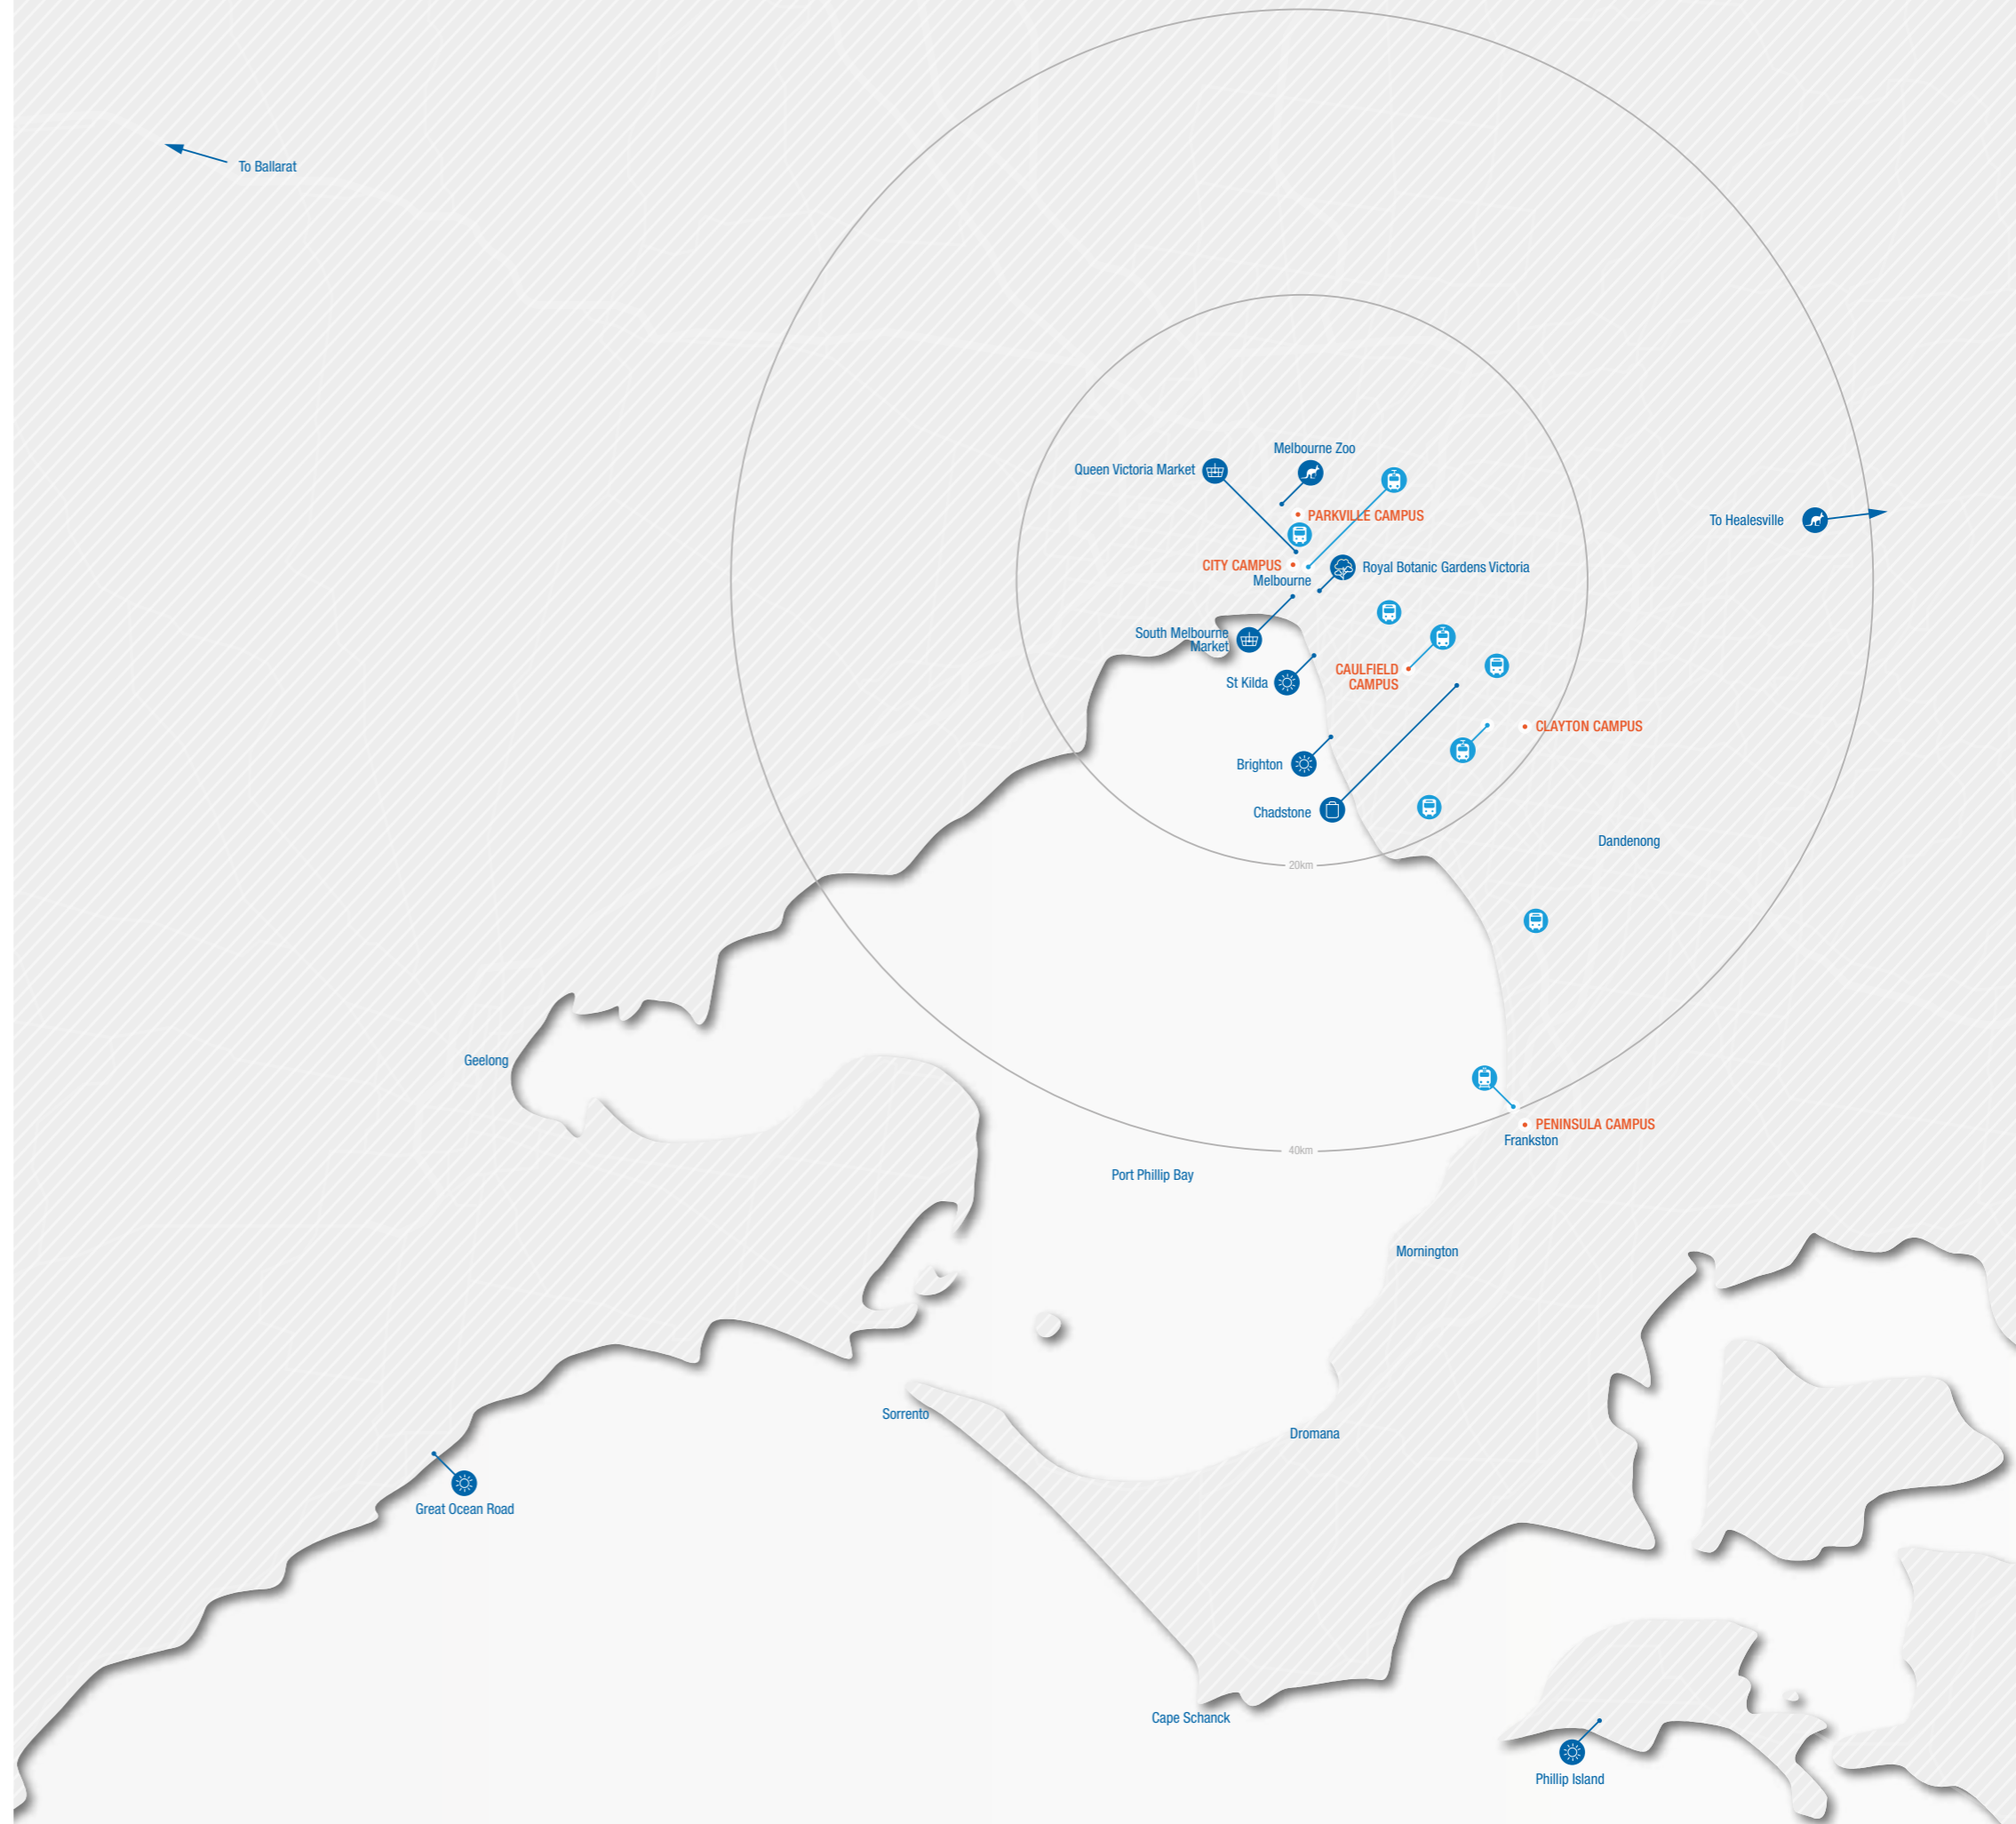 To Ballarat
Melbourne Zoo
Queen Victoria Market
PARKVILLE CAMPUS
To Healesville
CITY CAMPUS
Royal Botanic Gardens Victoria
Melbourne
South Melbourne
Market
CAULFIELD
CAMPUS
St Kilda
CLAYTON CAMPUS
Brighton
Chadstone
Dandenong
20km
Geelong
PENINSULA CAMPUS
Frankston
40km
Port Phillip Bay
Mornington
Sorrento
Dromana
Great Ocean Road
Cape Schanck
Phillip Island